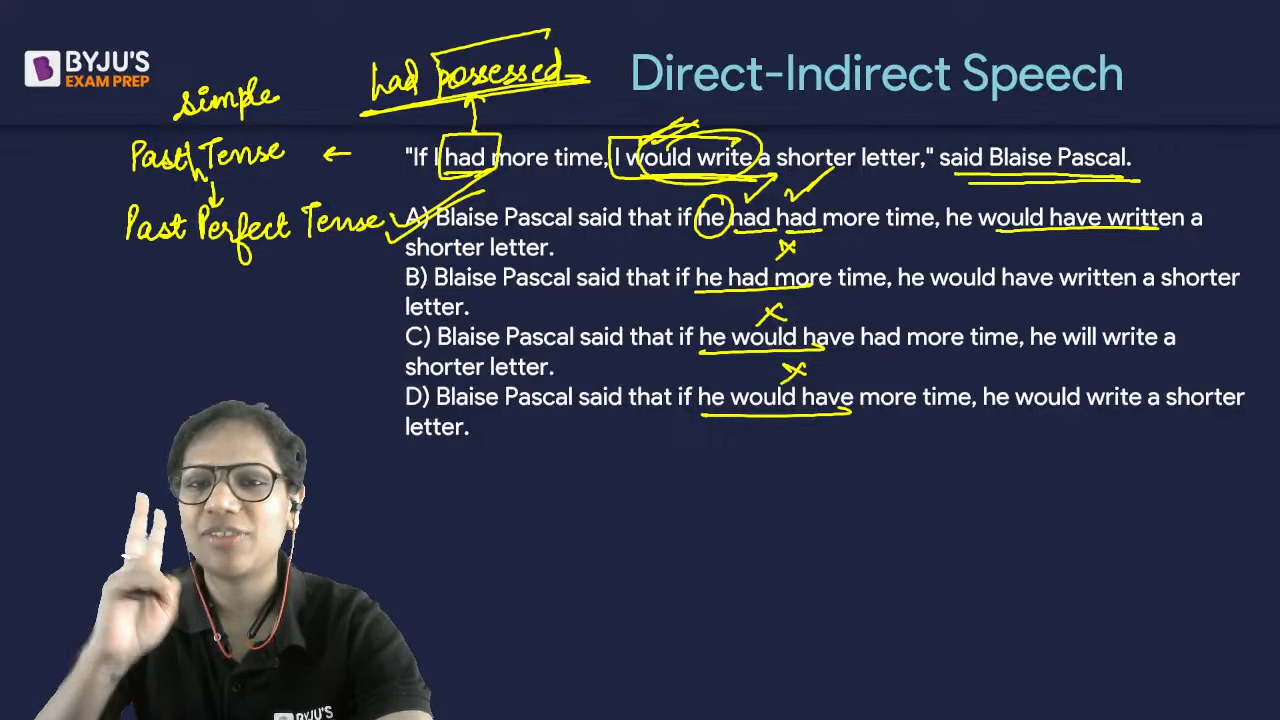 BYJU'S
EXAM PREP
Direct-Indirect Speech
had possessed
simple
Past Tense
Past Perfect Tense
"If I had more time, I would write a shorter letter," said Blaise Pascal.
A) Blaise Pascal said that if he had had more time, he would have written a
shorter letter.
B) Blaise Pascal said that if he had more time, he would have written a shorter
letter.
C) Blaise Pascal said that if he would have had more time, he will write a
shorter letter.
D) Blaise Pascal said that if he would have more time, he would write a shorter
letter.
BYJU'S